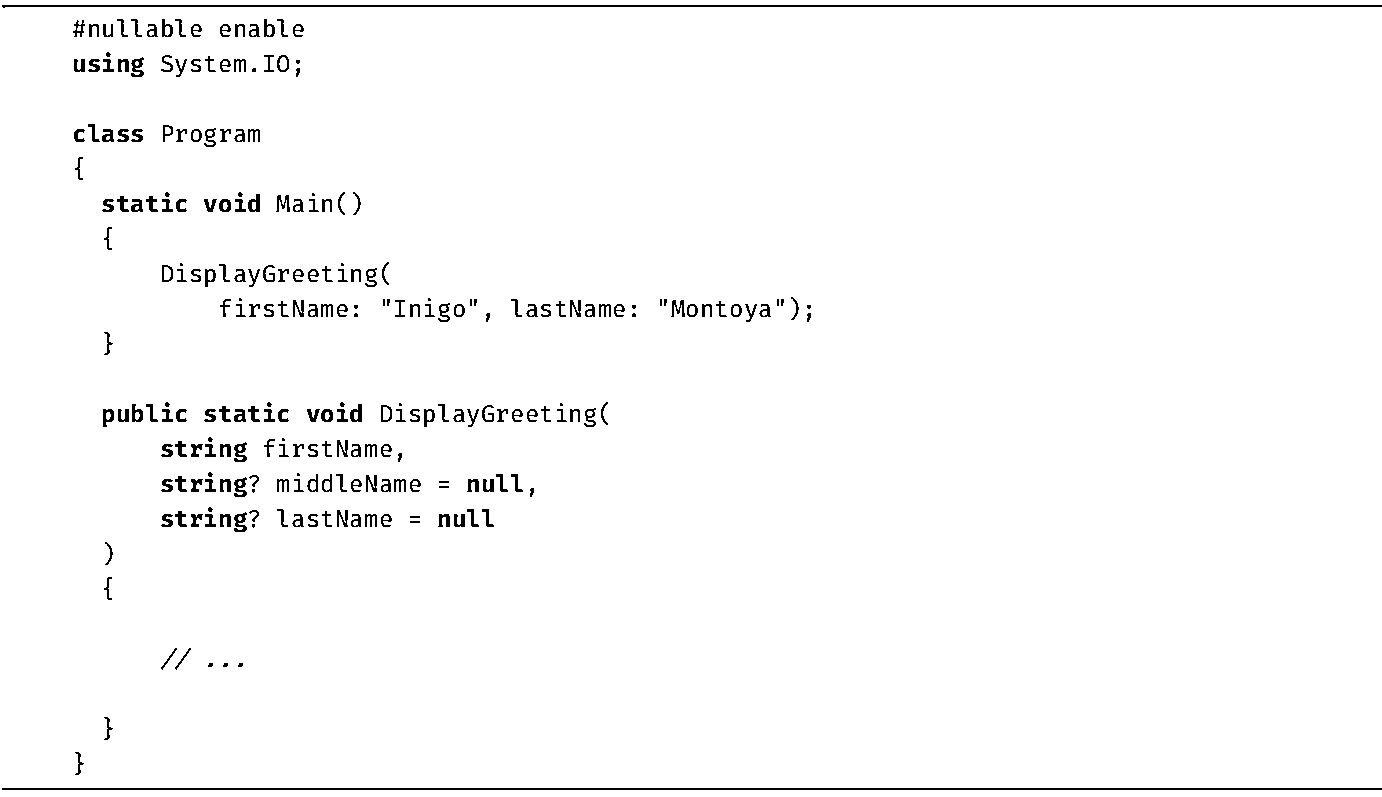 #nullable enable
using System.IO;
class Program
{
static void Main()
{
DisplayGreeting(
firstName: "Inigo", lastName: "Montoya");
}
public static void DisplayGreeting(
string firstName,
string? middleName = null,
string? lastName = null
)
{
// ...
}
}